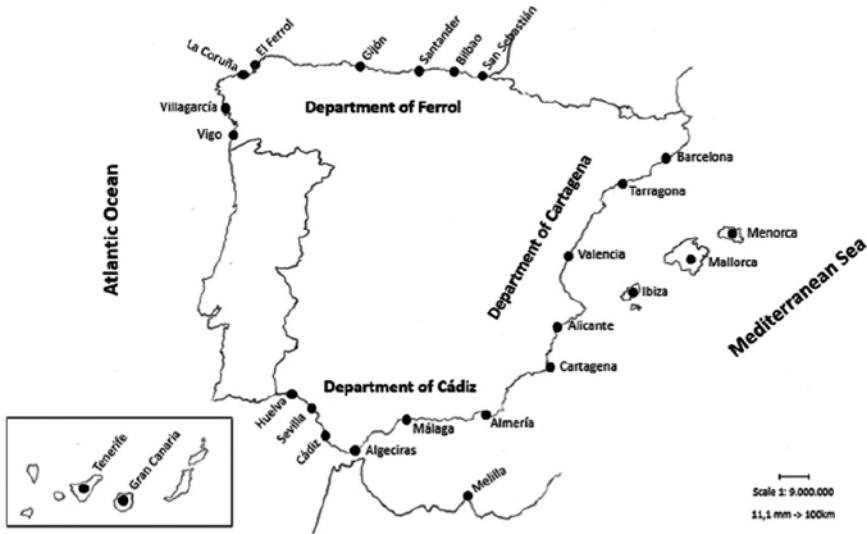 La Coruña
El Ferrol
Gijón
Santander
Bilbao
San Sebastián
Villagarcía
Department of Ferrol
Vigo
Atlantic Ocean
Department of Cartagena
Barcelona
Tarragona
Menorca
Valencia
Mallorca
Ibiza
Mediterranean Sea
Alicante
Cartagena
Department of Cádiz
Huelva
Sevilla
Cádiz
Algeciras
Málaga
Almería
Melilla
Tenerife
Gran Canaria
Scale 1: 9.000.000
11,1 mm -> 100km